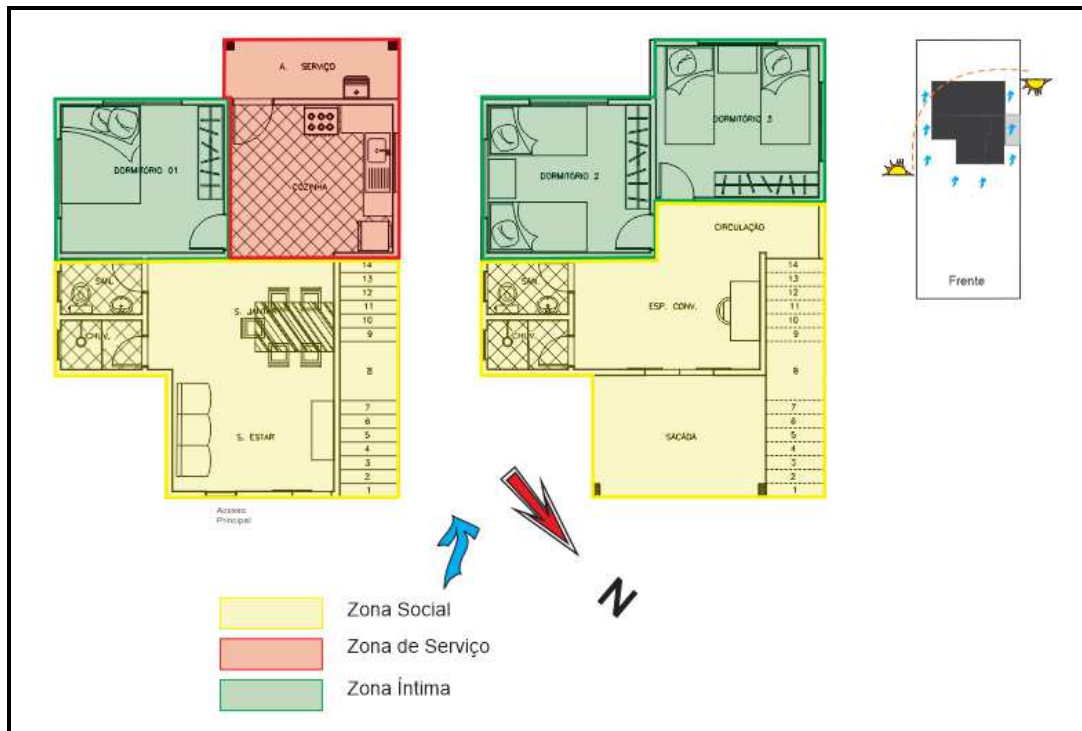 A. SERVIÇO
DORMITÓRIO 01
COZINHA
SAN.
CHUV.
S. JANTAR
S. ESTAR
14
13
12
11
10
9
8
7
6
5
4
3
2
1
Acesso
Principal
DORMITÓRIO 3
DORMITÓRIO 2
CIRCULAÇÃO
SAN.
CHUV.
ESP. CONV.
SACADA
14
13
12
11
10
9
8
7
6
5
4
3
2
1
Frente
N
Zona Social
Zona de Serviço
Zona Íntima